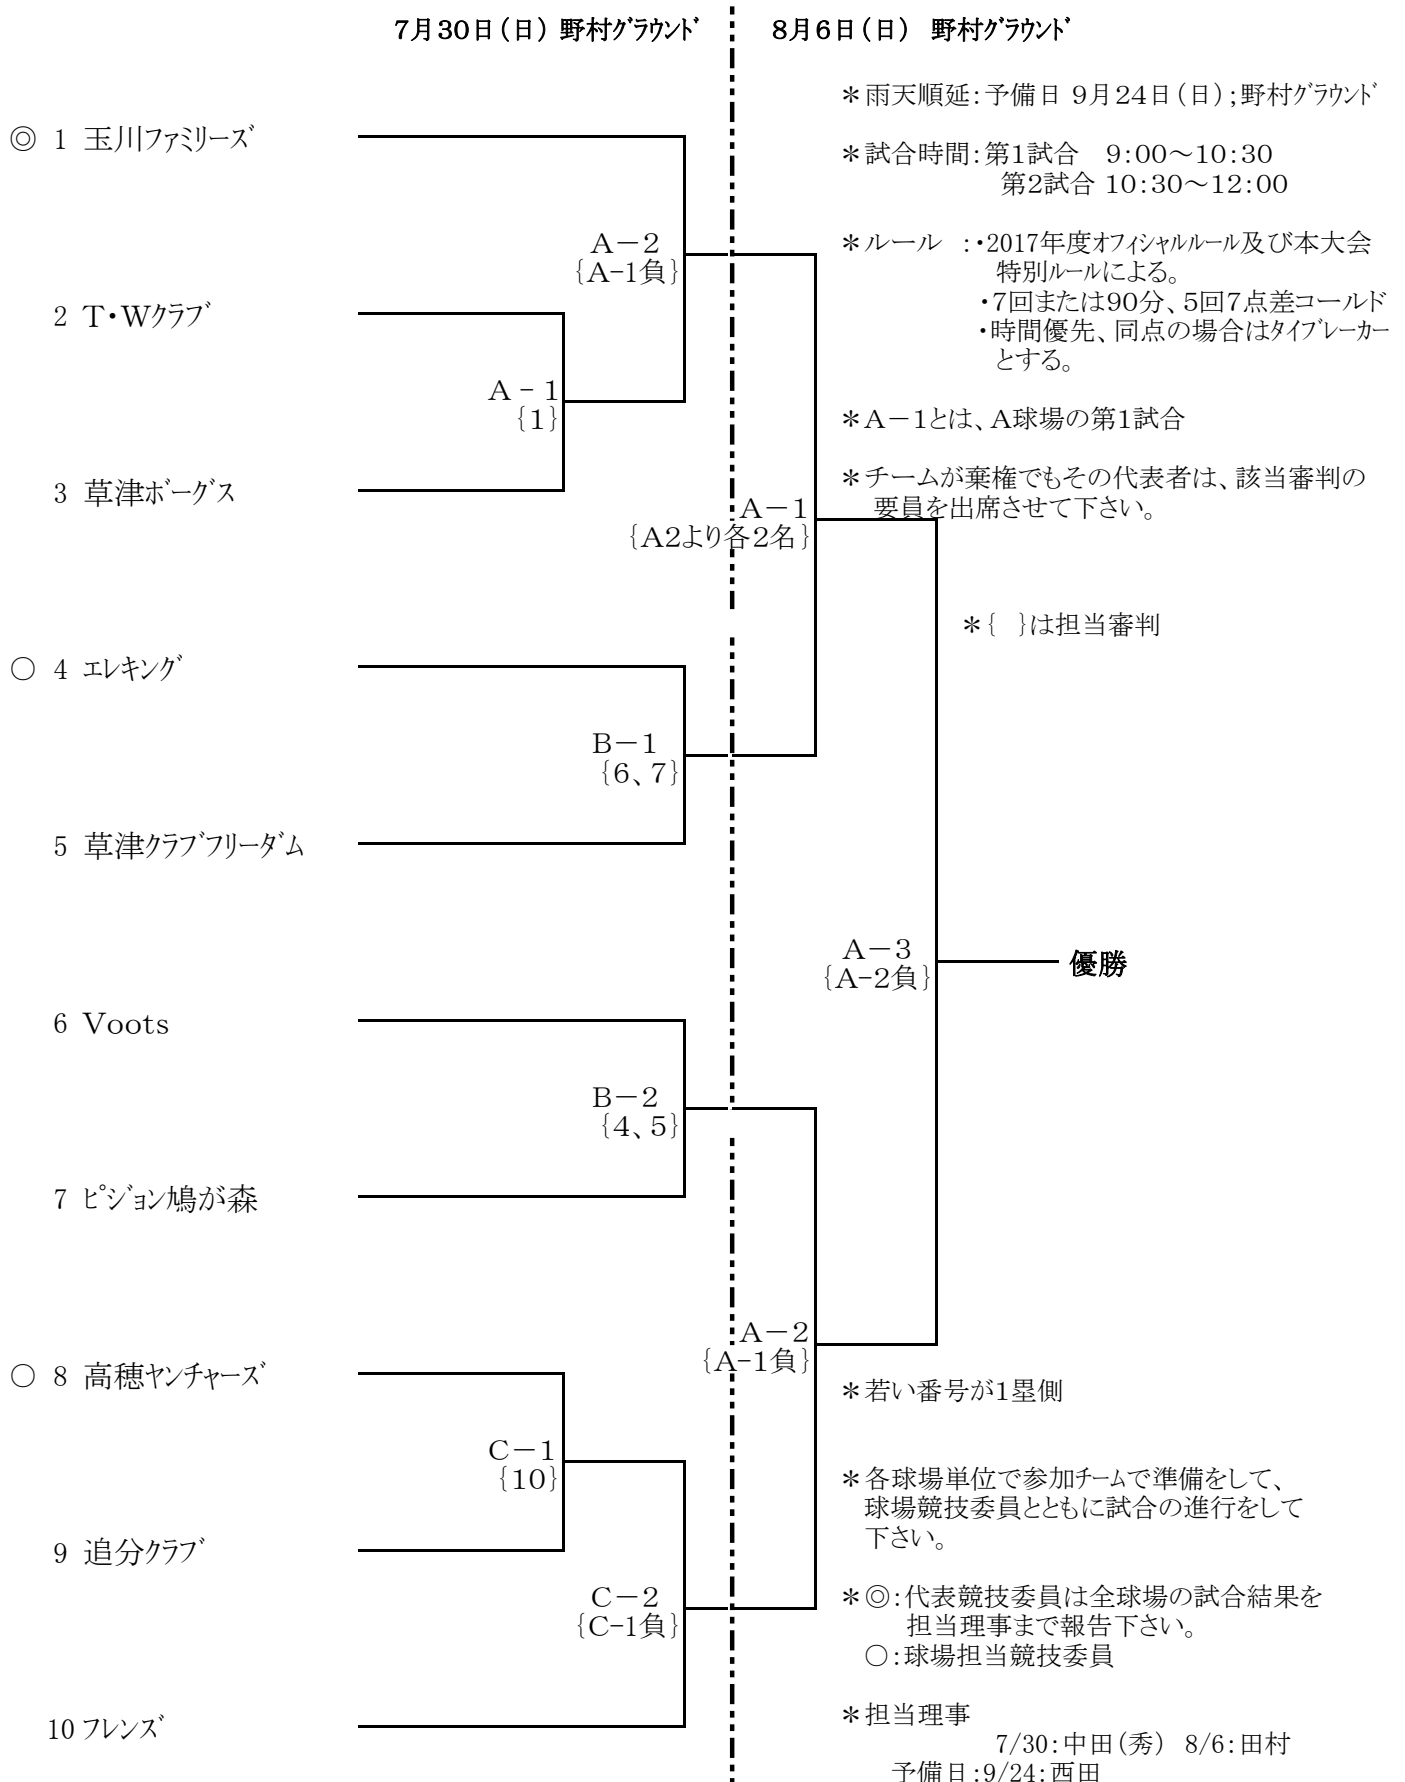 7月30日(日) 野村グラウンド
8月6日(日) 野村グラウンド
＊雨天順延:予備日 9月24日(日);野村グラウンド
◎ 1 玉川ファミリーズ
＊試合時間:第1試合 9:00～10:30
第2試合 10:30～12:00
A－2
{A-1負}
＊ルール :・2017年度オフィシャルルール及び本大会
特別ルールによる。
・7回または90分、5回7点差コールド
・時間優先、同点の場合はタイブレーカー
とする。
2 T・Wクラブ
A－1
{1}
＊A－1とは、A球場の第1試合
3 草津ボーグス
＊チームが棄権でもその代表者は、該当審判の
要員を出席させて下さい。
A－1
{A2より各2名}
＊{ }は担当審判
○ 4 エレキング
B－1
{6、7}
5 草津クラブフリーダム
A－3
{A-2負}
優勝
6 Voots
B－2
{4、5}
7 ピジョン鳩が森
A－2
{A-1負}
○ 8 高穂ヤンチャーズ
＊若い番号が1塁側
C－1
{10}
＊各球場単位で参加チームで準備をして、
球場競技委員とともに試合の進行をして
下さい。
9 追分クラブ
C－2
{C-1負}
＊◎:代表競技委員は全球場の試合結果を
担当理事まで報告下さい。
○:球場担当競技委員
10 フレンズ
＊担当理事
7/30:中田(秀) 8/6:田村
予備日:9/24:西田